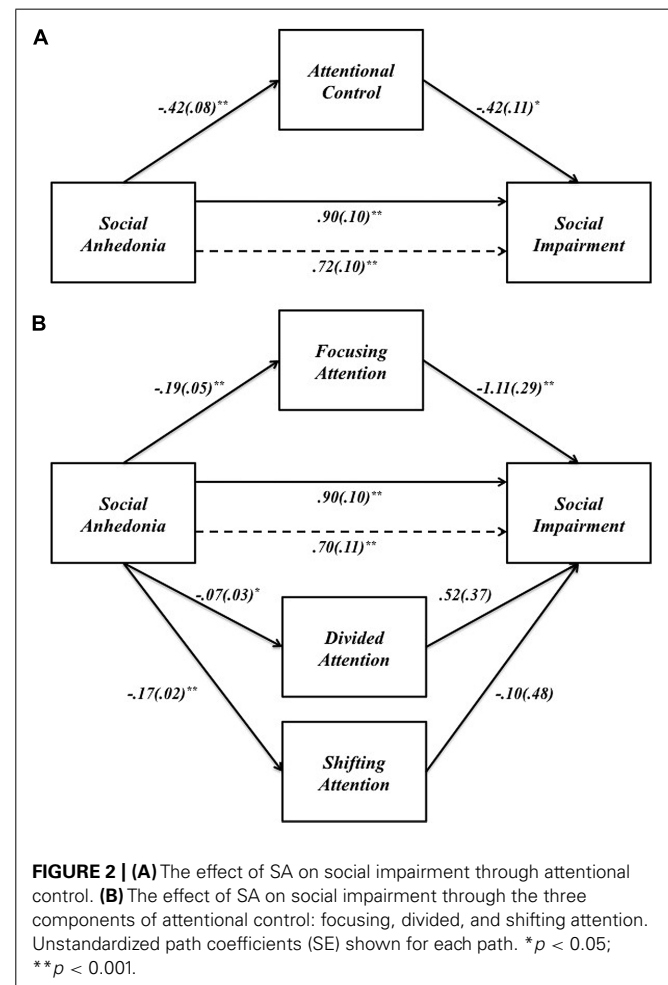 A
Attentional
Control
-.42(.08)**
-.42(.11)*
Social
Anhedonia
.90(.10)**
.72(.10)**
Social
Impairment
B
Focusing
Attention
-.19(.05)**
-1.11(.29)**
Social
Anhedonia
.90(.10)**
.70(.11)**
Social
Impairment
-.07(.03)*
.52(.37)
Divided
Attention
-.17(.02)**
-.10(.48)
Shifting
Attention
FIGURE 2 | (A) The effect of SA on social impairment through attentional
control. (B) The effect of SA on social impairment through the three
components of attentional control: focusing, divided, and shifting attention.
Unstandardized path coefficients (SE) shown for each path. *p < 0.05;
**p < 0.001.